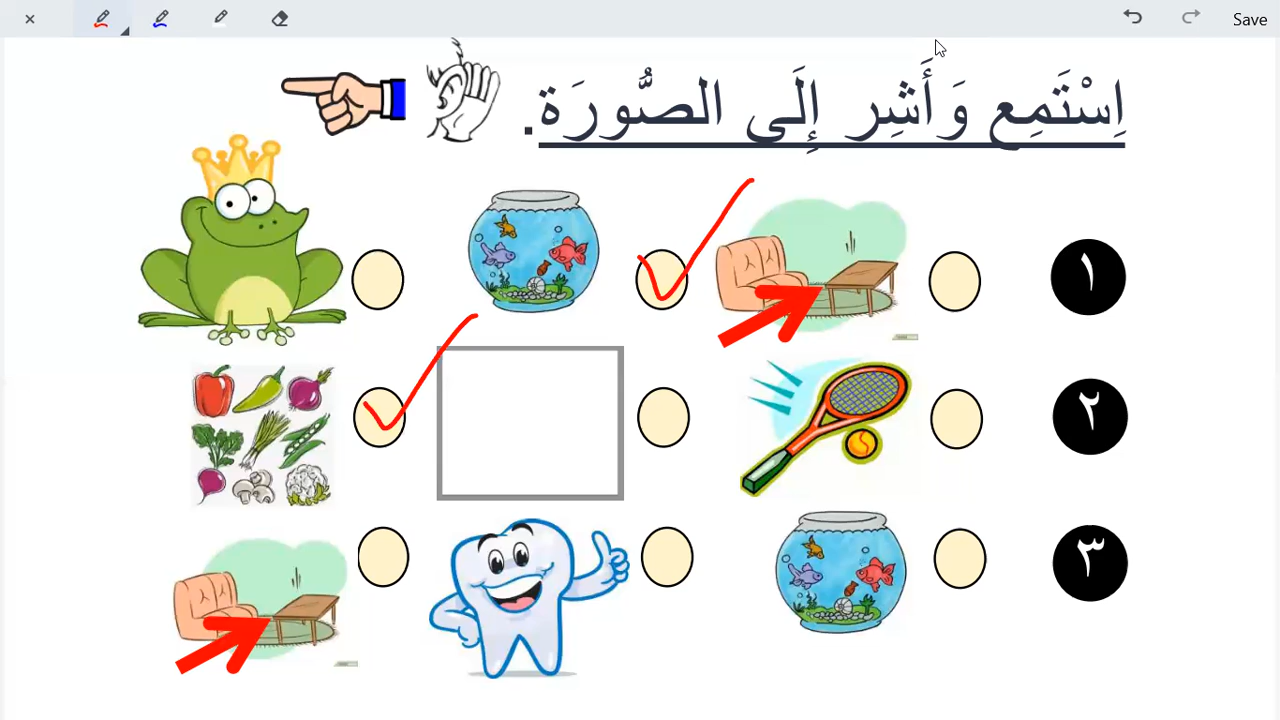 Save
اِسْتَمِع وَأَشِر إِلَى الصُّورَة.
١
٢
٣